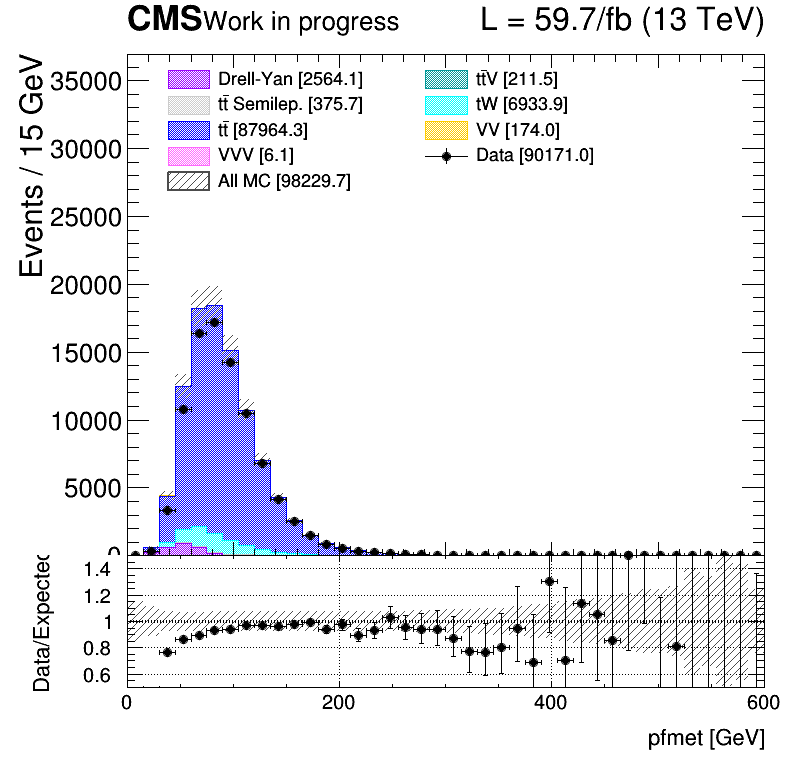 CMS Work in progress L = 59.7/fb (13 TeV)
Events / 15 GeV
35000
30000
25000
20000
15000
10000
5000
0
Drell-Yan [2564.1]
tt̄ Semilep. [375.7]
tt̄ [87964.3]
VVV [6.1]
All MC [98229.7]
tt̄V [211.5]
tW [6933.9]
VV [174.0]
Data [90171.0]
Data/Expected
1.4
1.2
1
0.8
0.6
0 200 400 600
pfmet [GeV]